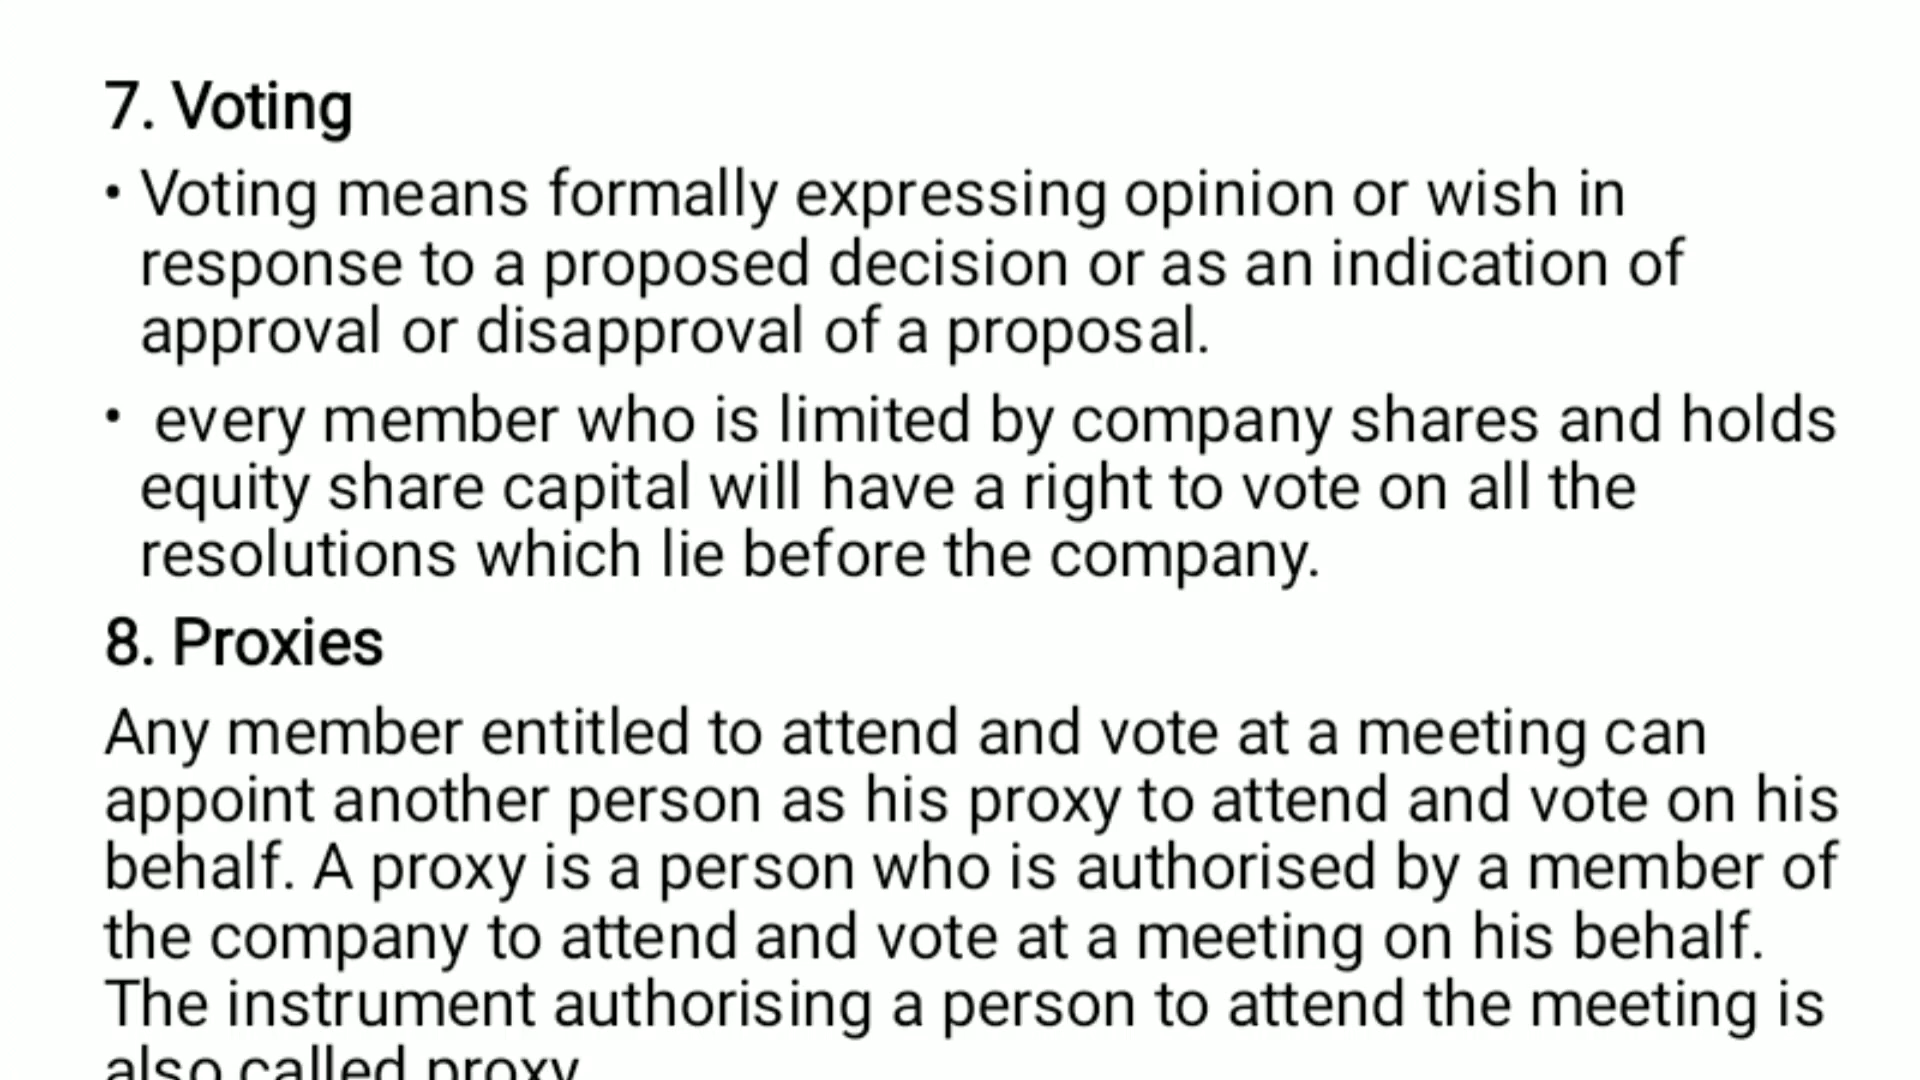 7. Voting
• Voting means formally expressing opinion or wish in
response to a proposed decision or as an indication of
approval or disapproval of a proposal.
• every member who is limited by company shares and holds
equity share capital will have a right to vote on all the
resolutions which lie before the company.
8. Proxies
Any member entitled to attend and vote at a meeting can
appoint another person as his proxy to attend and vote on his
behalf. A proxy is a person who is authorised by a member of
the company to attend and vote at a meeting on his behalf.
The instrument authorising a person to attend the meeting is
also called proxy